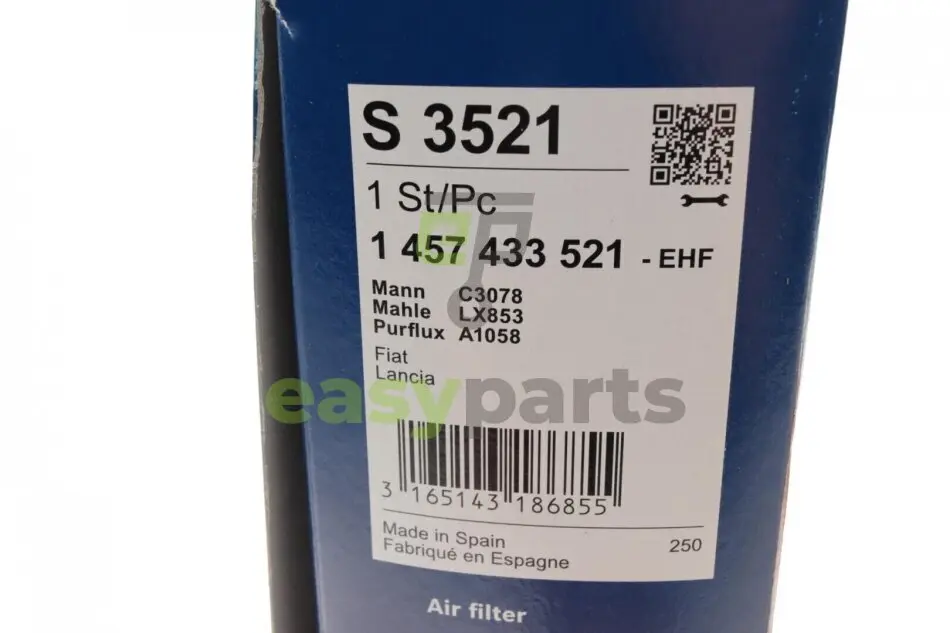 S 3521
1 St/Pc
1 457 433 521 - EHF
Mann C3078
Mahle LX853
Purflux A1058
Fiat
Lancia
easyparts
3 165143 186855
Made in Spain
Fabriqué en Espagne
250
Air filter